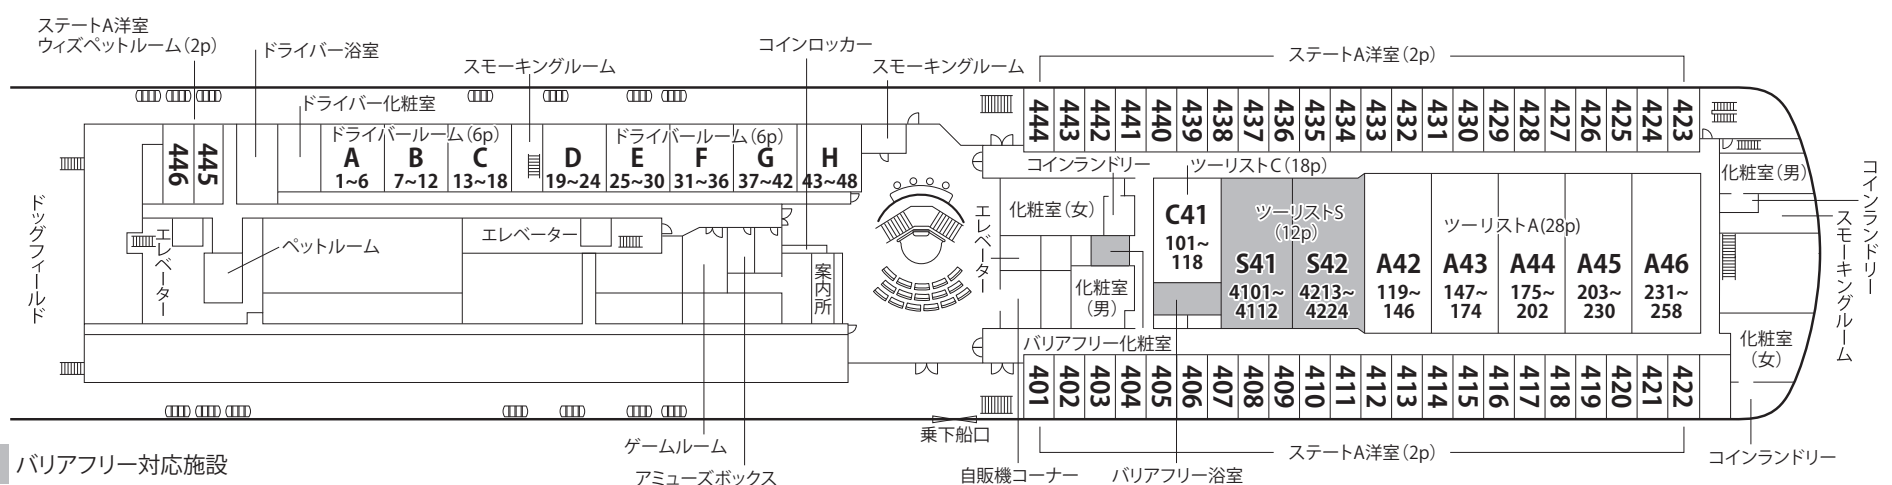 ステートA洋室
ウィズペットルーム(2p)
ドライバー浴室
スモーキングルーム
コインロッカー
スモーキングルーム
ステートA洋室(2p)
ドライバー化粧室
ドライバールーム(6p)
ドライバールーム(6p)
446
445
A
1~6
B
7~12
C
13~18
D
19~24
E
25~30
F
31~36
G
37~42
H
43~48
444
443
442
441
440
439
438
437
436
435
434
433
432
431
430
429
428
427
426
425
424
423
コインランドリー
ツーリストC(18p)
化粧室(男)
コインランドリー
スモーキングルーム
ドッグフィールド
エレベーター
ペットルーム
エレベーター
案内所
エレベーター
化粧室(女)
化粧室
(男)
C41
101~
118
ツーリストS
(12p)
S41
4101~
4112
S42
4213~
4224
ツーリストA(28p)
A42
119~
146
A43
147~
174
A44
175~
202
A45
203~
230
A46
231~
258
化粧室
(女)
バリアフリー化粧室
401
402
403
404
405
406
407
408
409
410
411
412
413
414
415
416
417
418
419
420
421
422
ゲームルーム
アミューズボックス
乗下船口
自販機コーナー
バリアフリー浴室
ステートA洋室(2p)
コインランドリー
バリアフリー対応施設